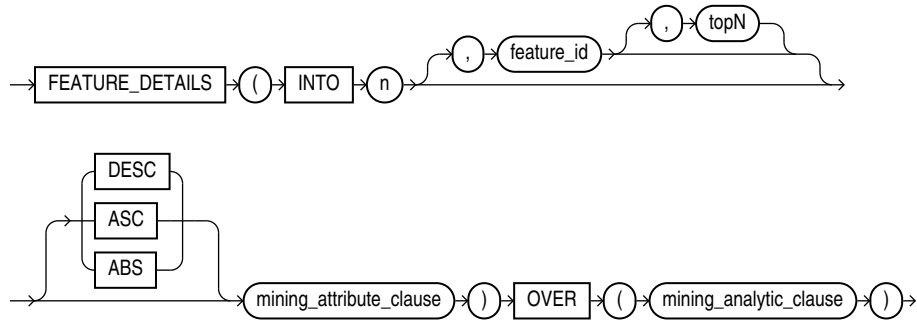 , topN
, feature_id
FEATURE_DETAILS ( INTO n
DESC
ASC
ABS
mining_attribute_clause ) OVER ( mining_analytic_clause )